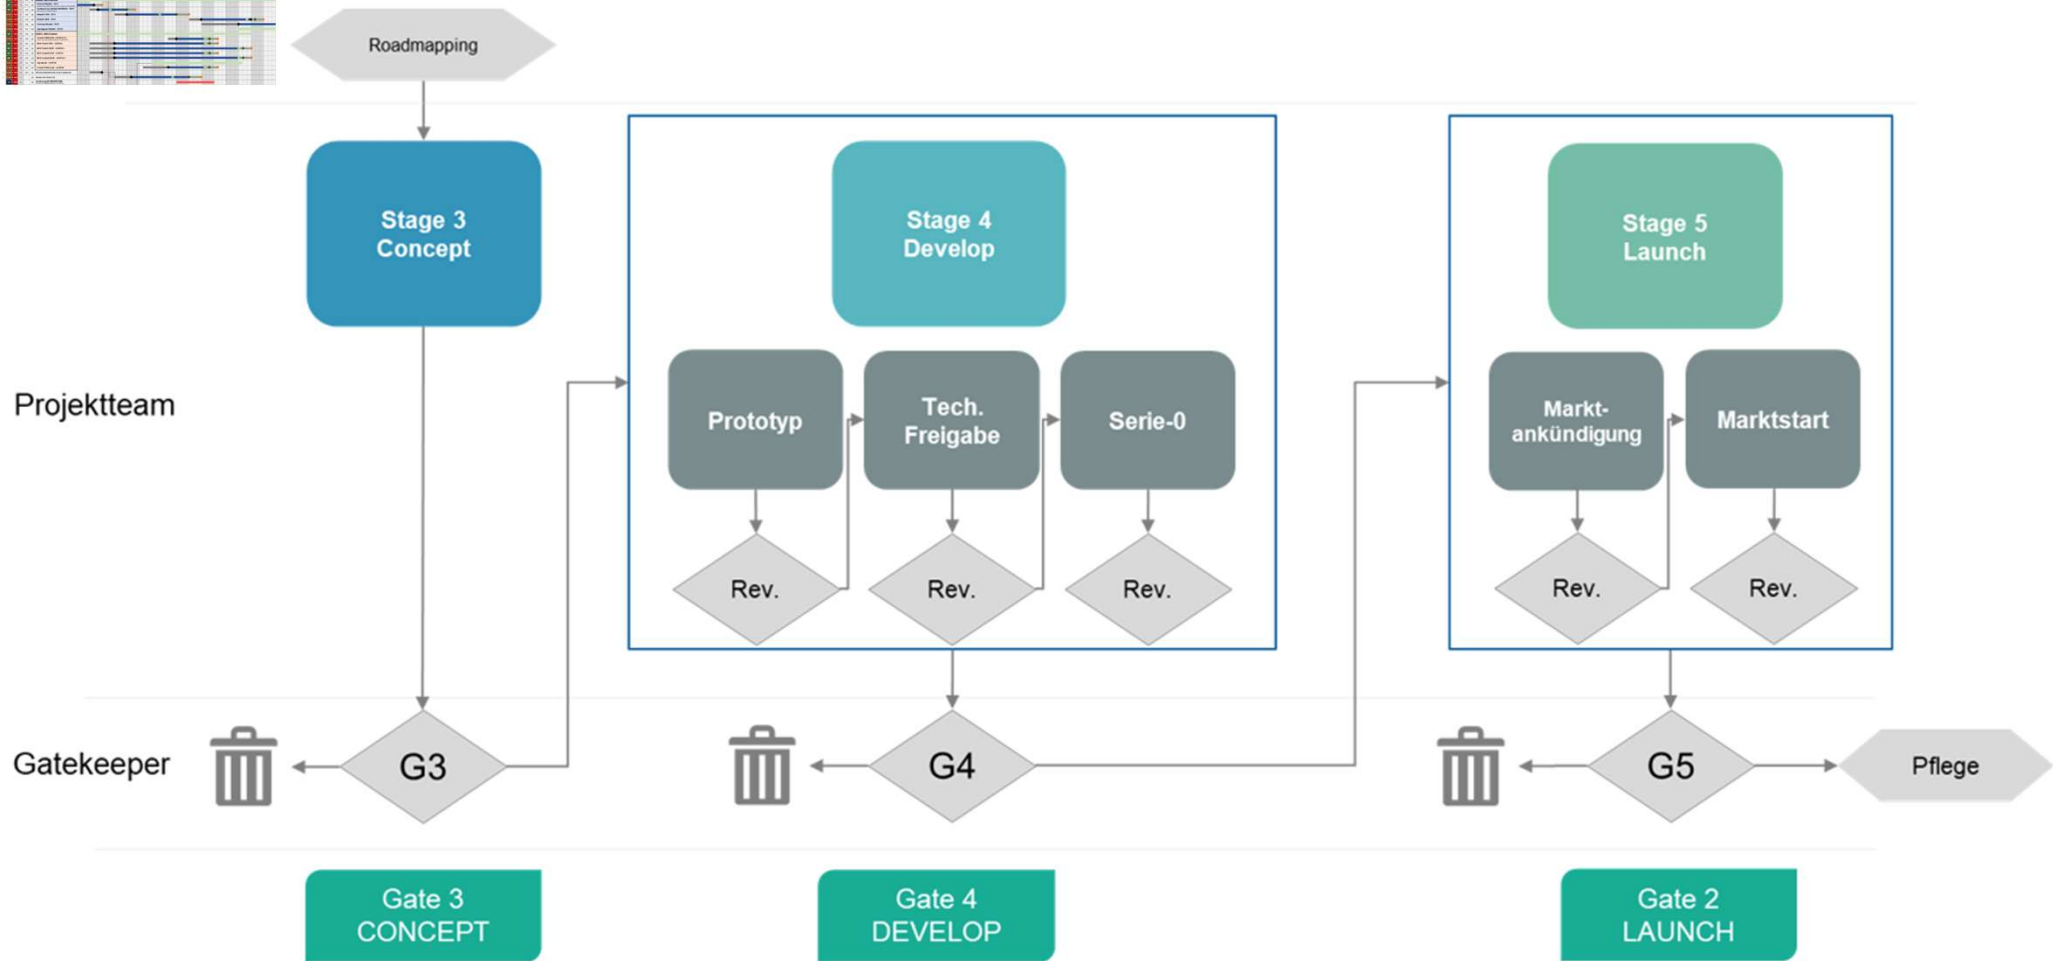 Roadmapping
Stage 3
Concept
Stage 4
Develop
Stage 5
Launch
Projektteam
Prototyp
Tech.
Freigabe
Serie-0
Markt-
ankündigung
Marktstart
Rev.
Rev.
Rev.
Rev.
Rev.
Gatekeeper
G3
G4
G5
Pflege
Gate 3
CONCEPT
Gate 4
DEVELOP
Gate 2
LAUNCH